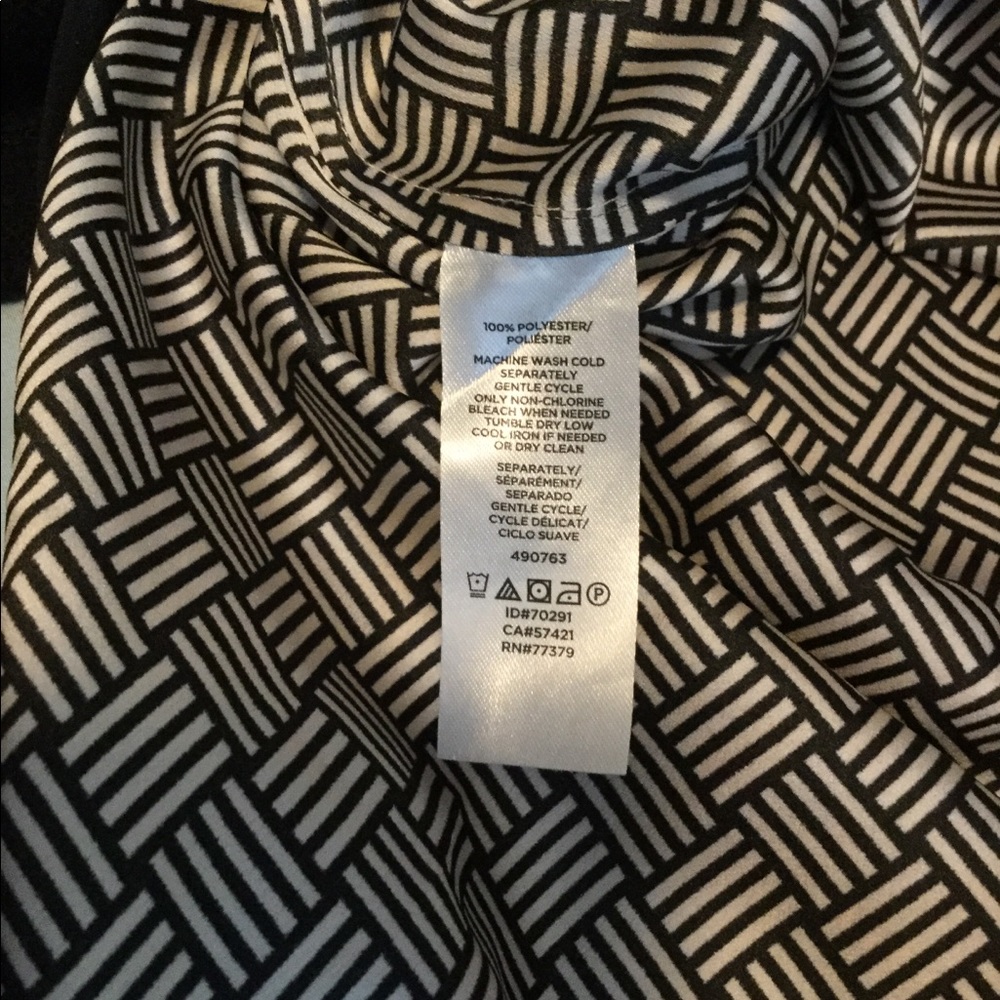 100% POLYESTER/
POLIÉSTER
MACHINE WASH COLD
SEPARATELY
GENTLE CYCLE
ONLY NON-CHLORINE
BLEACH WHEN NEEDED
TUMBLE DRY LOW
COOL IRON IF NEEDED
OR DRY CLEAN
SEPARATELY/
SÉPARÉMENT/
SEPARADO
GENTLE CYCLE/
CYCLE DÉLICAT/
CICLO SUAVE
490763
P
ID#70291
CA#57421
RN#77379